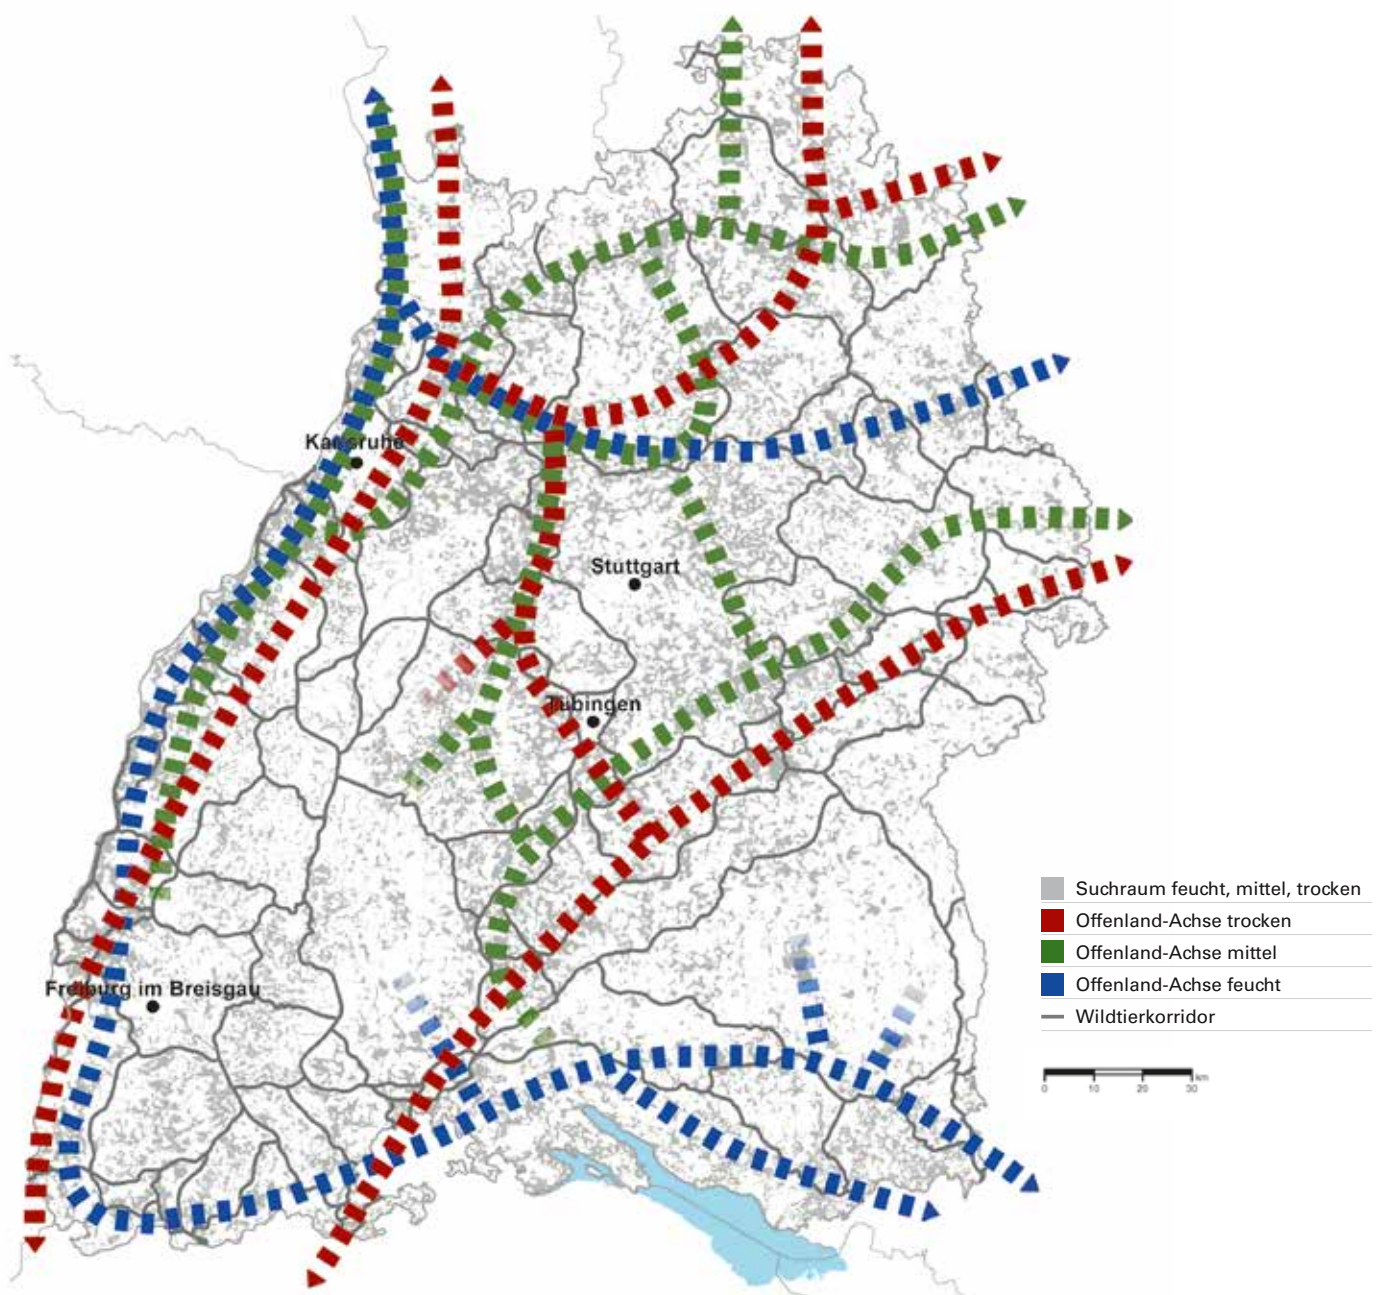 Karlsruhe
Stuttgart
Tübingen
Freiburg im Breisgau
Suchraum feucht, mittel, trocken
Offenland-Achse trocken
Offenland-Achse mittel
Offenland-Achse feucht
Wildtierkorridor
0 10 20 30 km